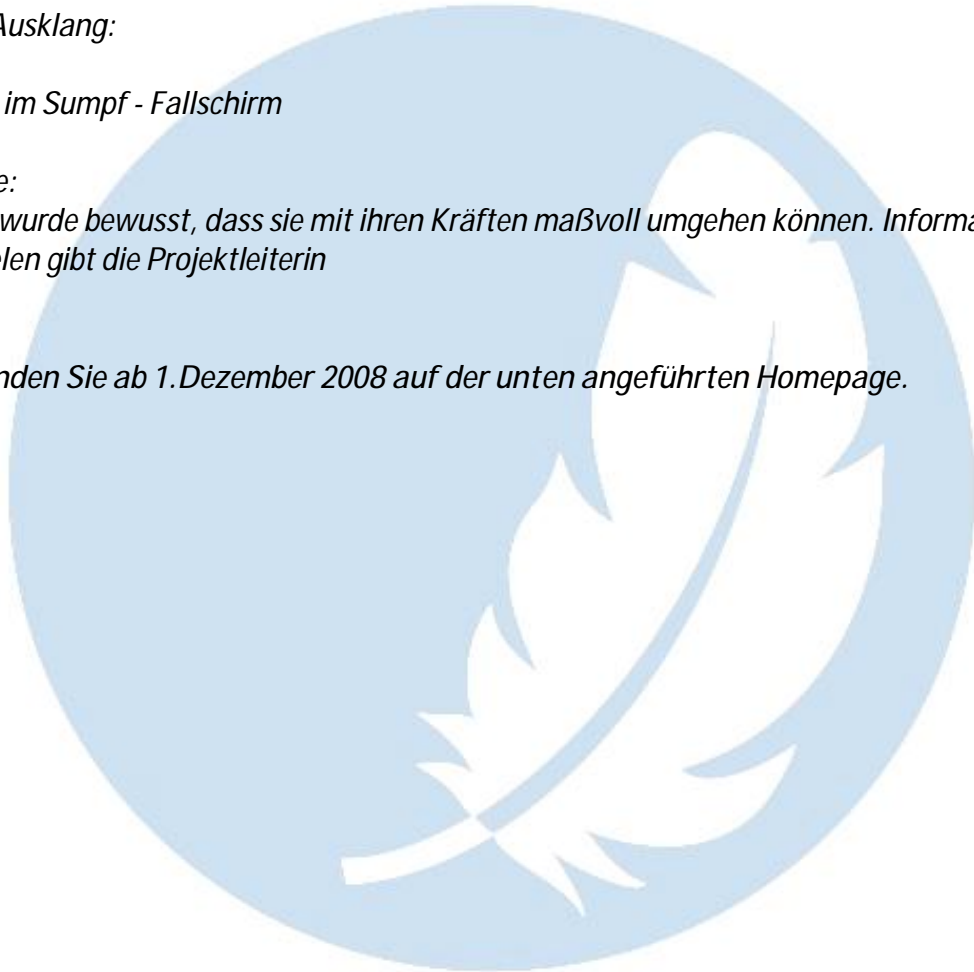 Ausklang:
im Sumpf - Fallschirm
e:
wurde bewusst, dass sie mit ihren Kräften maßvoll umgehen können. Informa
elen gibt die Projektleiterin
nden Sie ab 1.Dezember 2008 auf der unten angeführten Homepage.